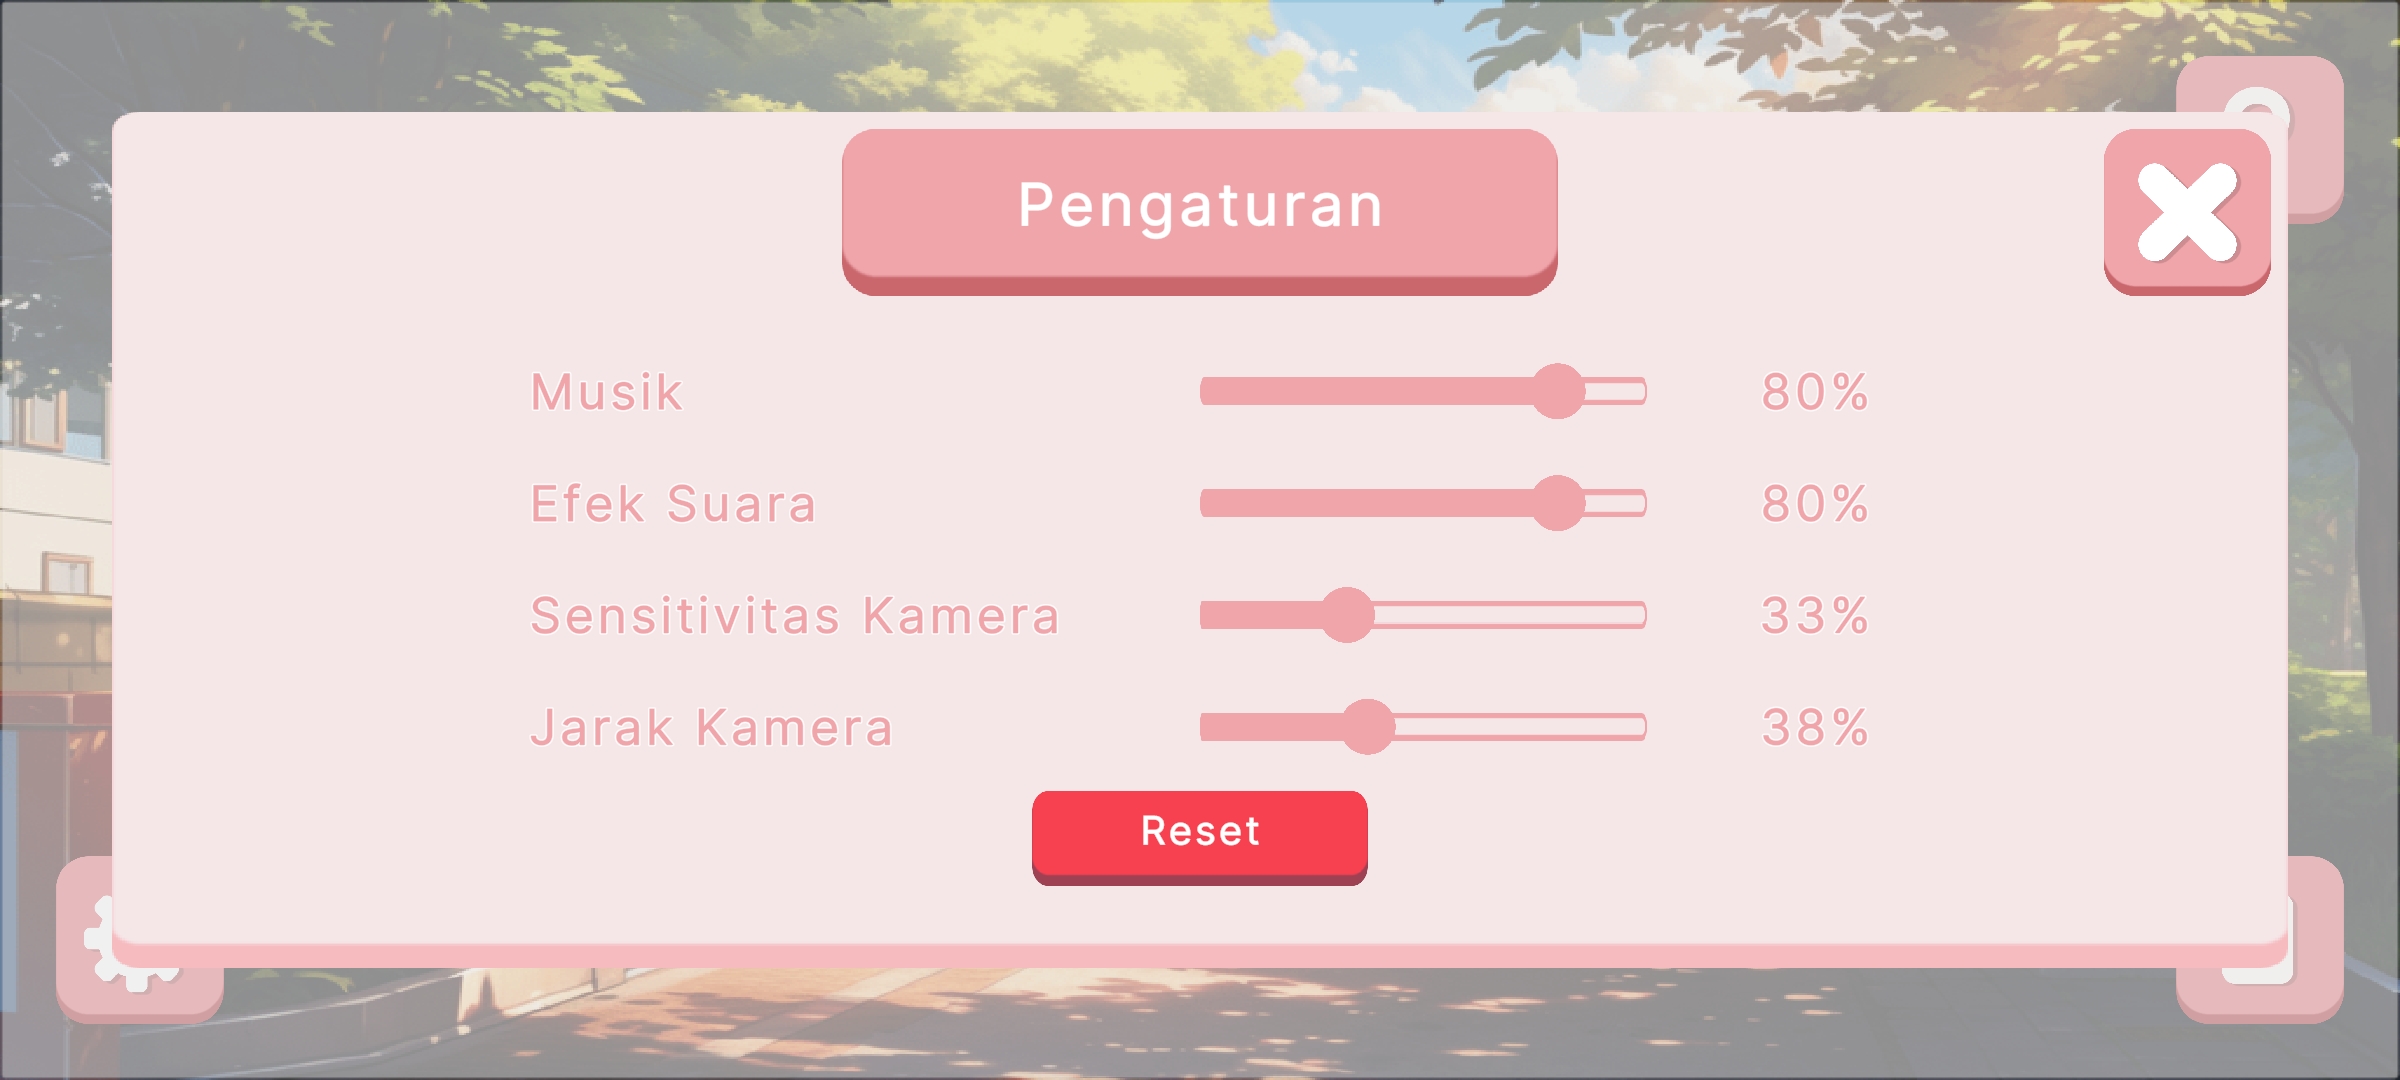 Pengaturan
Musik 80%
Efek Suara 80%
Sensitivitas Kamera 33%
Jarak Kamera 38%
Reset